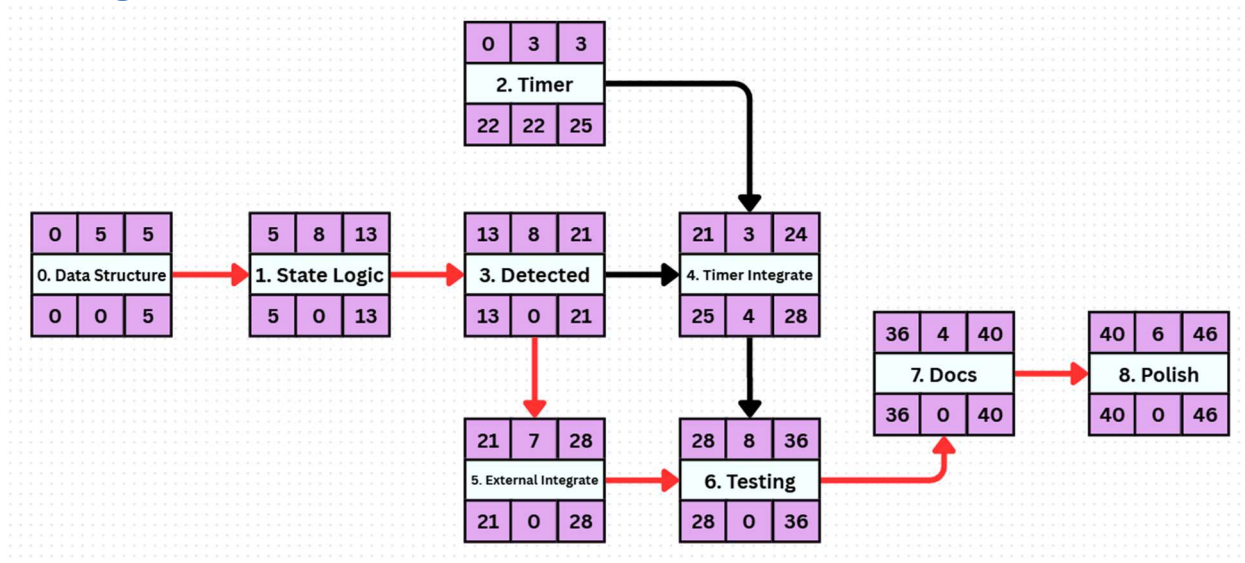 0 3 3
2. Timer
22 22 25
0 5 5
0. Data Structure
0 0 5
5 8 13
1. State Logic
5 0 13
13 8 21
3. Detected
13 0 21
21 3 24
4. Timer Integrate
25 4 28
21 7 28
5. External Integrate
21 0 28
28 8 36
6. Testing
28 0 36
36 4 40
7. Docs
36 0 40
40 6 46
8. Polish
40 0 46